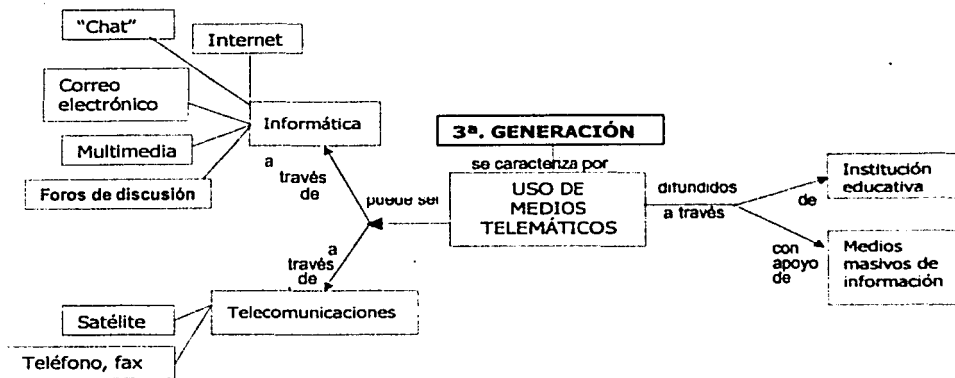 “Chat”
Internet
Correo
electrónico
Informática
Multimedia
Foros de discusión
a
través
de
3ª. GENERACIÓN
se caracteriza por
USO DE
MEDIOS
TELEMÁTICOS
puede ser
difundidos
a través
de
Institución
educativa
con
apoyo
de
Medios
masivos de
información
a
través
de
Telecomunicaciones
Satélite
Teléfono, fax